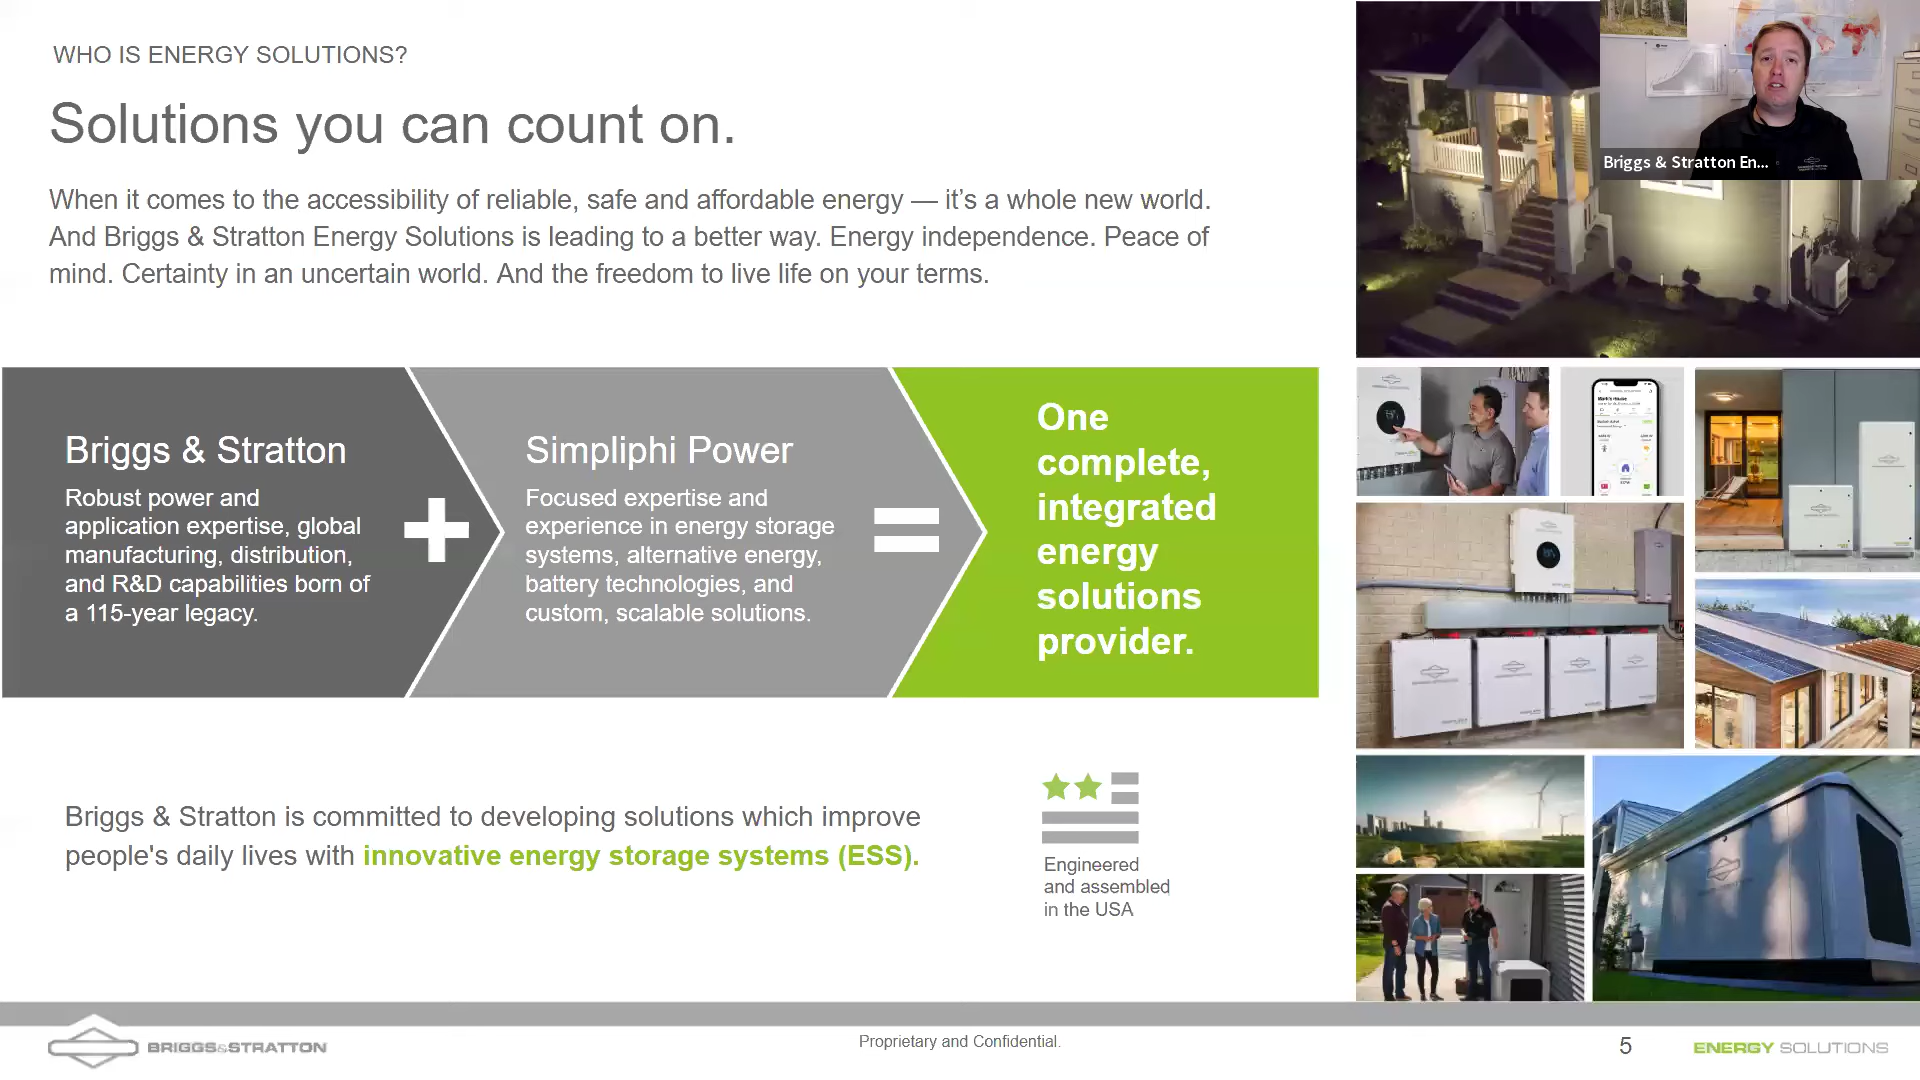 WHO IS ENERGY SOLUTIONS?
Solutions you can count on.
When it comes to the accessibility of reliable, safe and affordable energy — it’s a whole new world.
And Briggs & Stratton Energy Solutions is leading to a better way. Energy independence. Peace of
mind. Certainty in an uncertain world. And the freedom to live life on your terms.
Briggs & Stratton En...
Briggs & Stratton
Robust power and
application expertise, global
manufacturing, distribution,
and R&D capabilities born of
a 115-year legacy.
+
Simpliphi Power
Focused expertise and
experience in energy storage
systems, alternative energy,
battery technologies, and
custom, scalable solutions.
=
One
complete,
integrated
energy
solutions
provider.
Briggs & Stratton is committed to developing solutions which improve
people's daily lives with innovative energy storage systems (ESS).
Engineered
and assembled
in the USA
BRIGGS&STRATTON
Proprietary and Confidential.
5
ENERGY SOLUTIONS